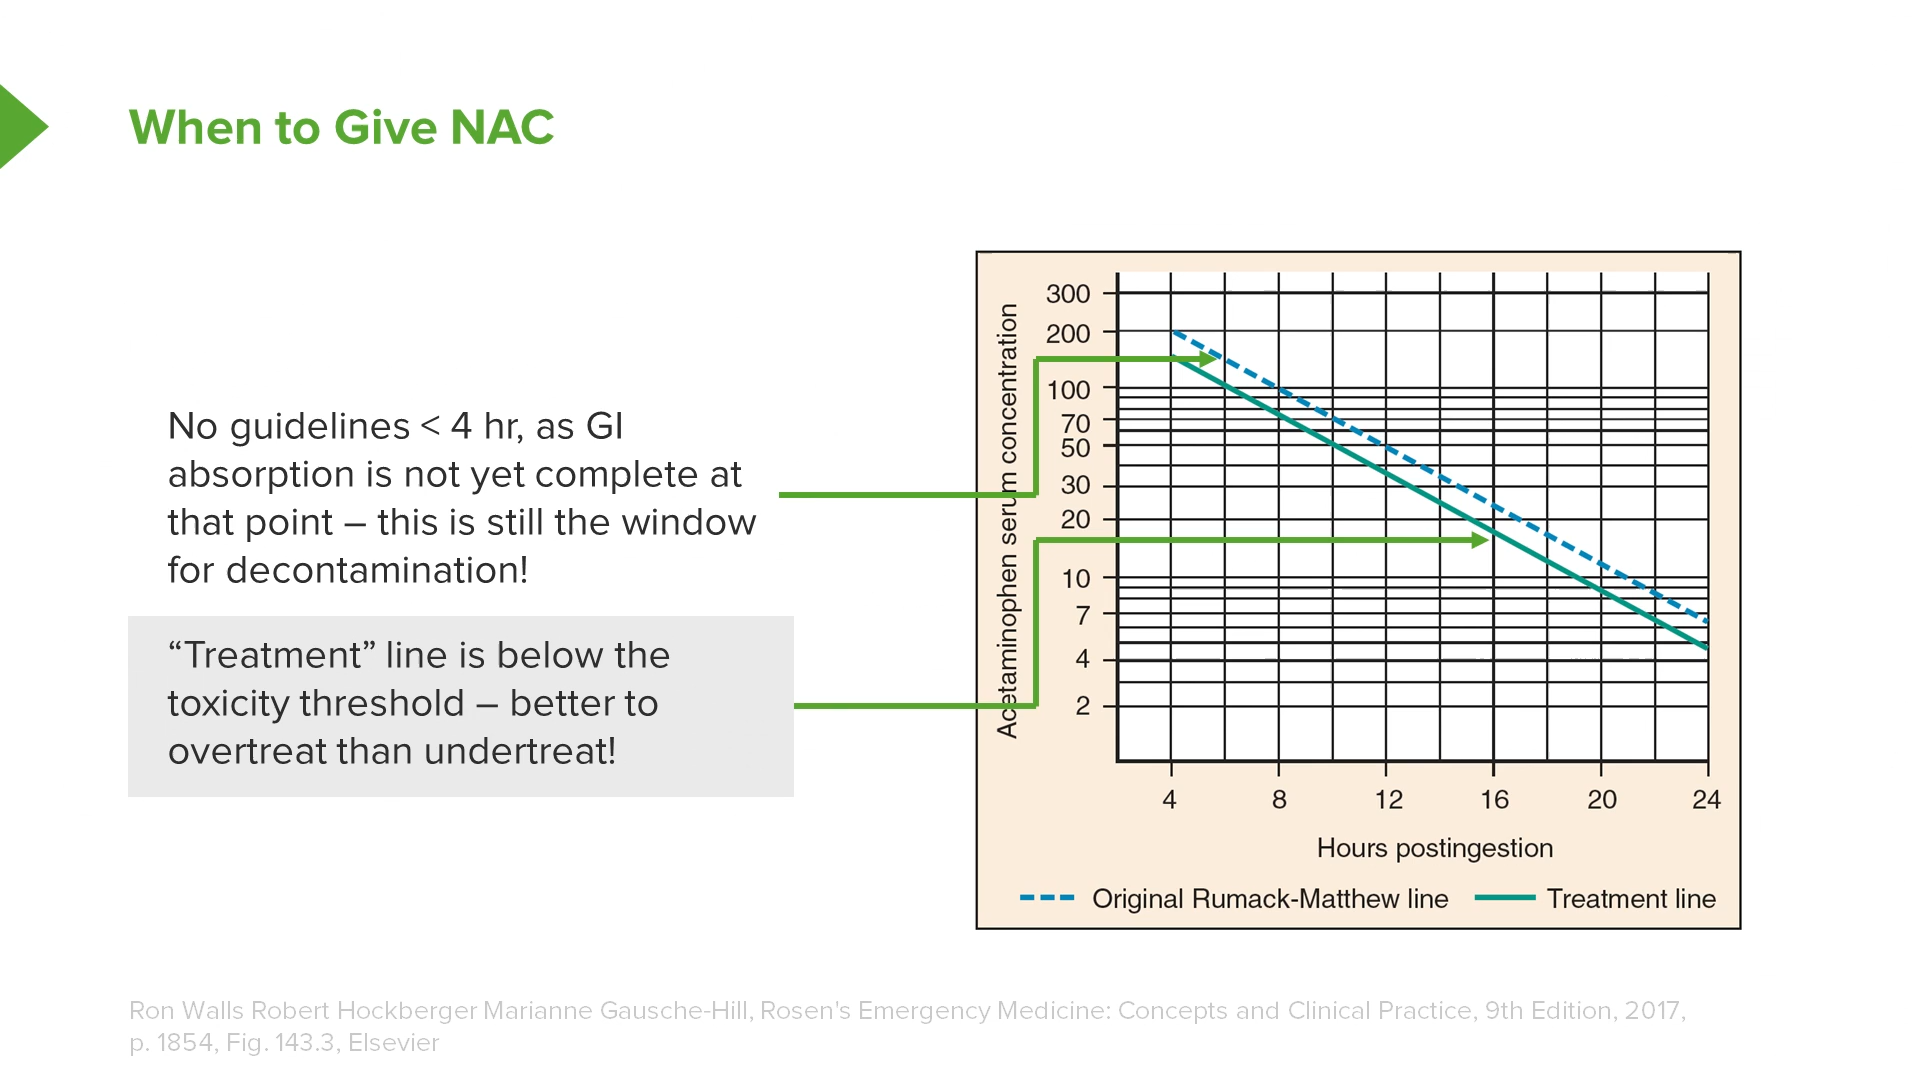 When to Give NAC
No guidelines < 4 hr, as GI
absorption is not yet complete at
that point – this is still the window
for decontamination!
“Treatment” line is below the
toxicity threshold – better to
overtreat than undertreat!
Acetaminophen serum concentration
300
200
100
70
50
30
20
10
7
4
2
4 8 12 16 20 24
Hours postingestion
Original Rumack-Matthew line Treatment line
Ron Walls Robert Hockberger Marianne Gausche-Hill, Rosen's Emergency Medicine: Concepts and Clinical Practice, 9th Edition, 2017,
p. 1854, Fig. 143.3, Elsevier